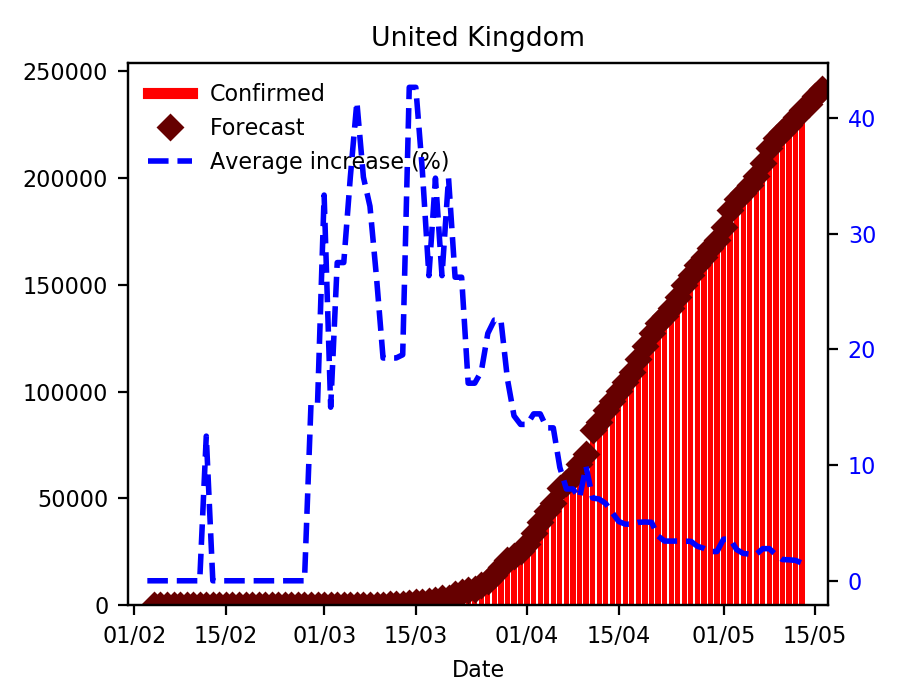 United Kingdom
250000
200000
150000
100000
50000
0
Confirmed
Forecast
Average increase (%)
40
30
20
10
0
01/02 15/02 01/03 15/03 01/04 15/04 01/05 15/05
Date